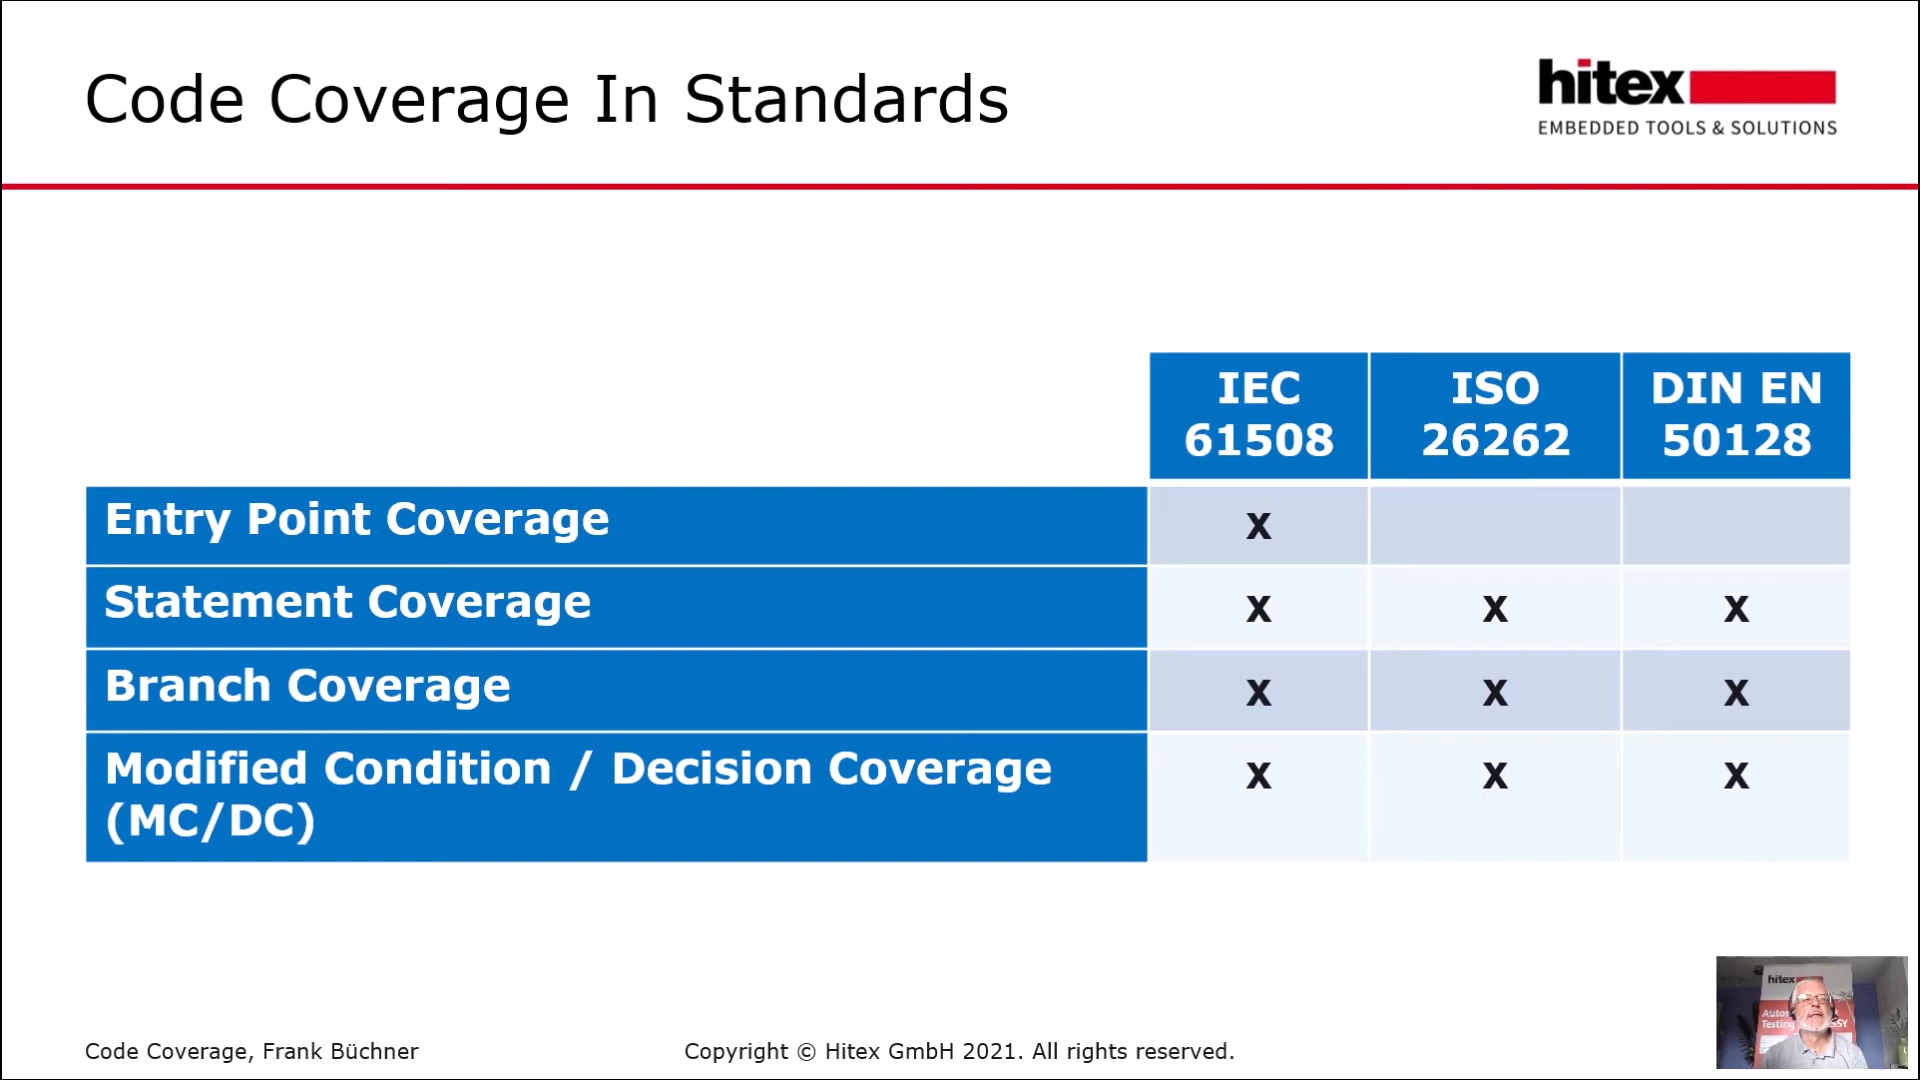 Code Coverage In Standards
hitex
EMBEDDED TOOLS & SOLUTIONS
IEC 61508
ISO 26262
DIN EN 50128
Entry Point Coverage x
Statement Coverage x x x
Branch Coverage x x x
Modified Condition / Decision Coverage x x x
(MC/DC)
hitex
Testing
Code Coverage, Frank Büchner
Copyright © Hitex GmbH 2021. All rights reserved.